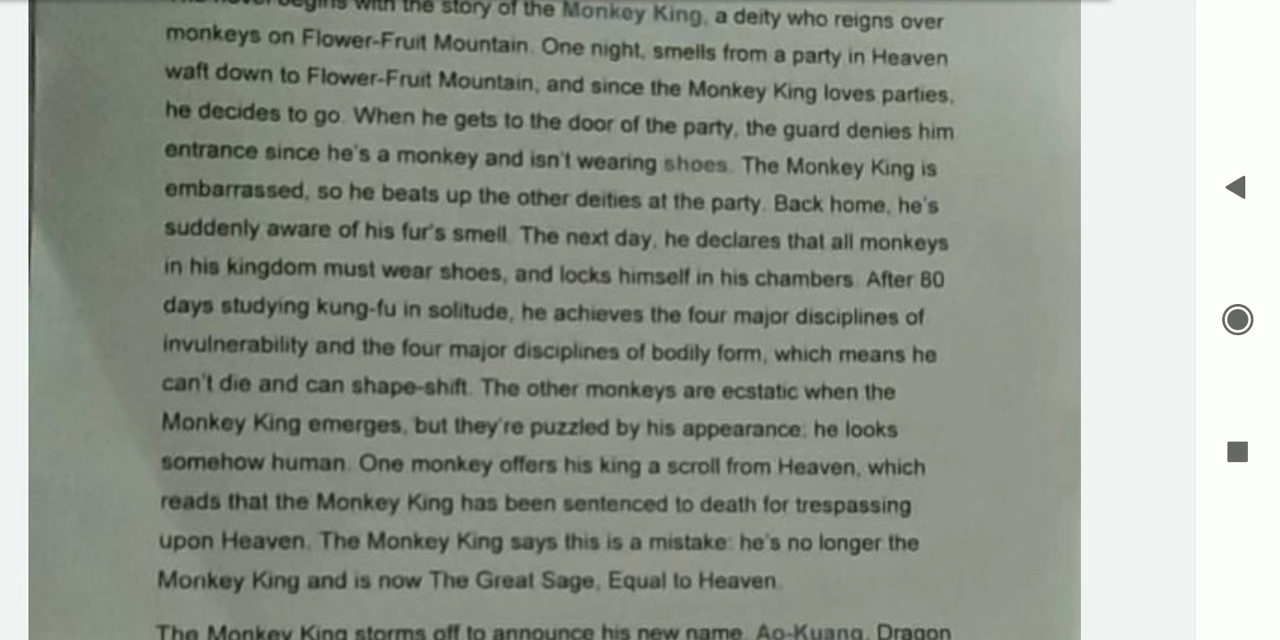 begins with the story of the Monkey King, a deity who reigns over
monkeys on Flower-Fruit Mountain. One night, smells from a party in Heaven
waft down to Flower-Fruit Mountain, and since the Monkey King loves parties,
he decides to go. When he gets to the door of the party, the guard denies him
entrance since he's a monkey and isn't wearing shoes. The Monkey King is
embarrassed, so he beats up the other deities at the party. Back home, he's
suddenly aware of his fur's smell. The next day, he declares that all monkeys
in his kingdom must wear shoes, and locks himself in his chambers. After
days studying kung-fu in solitude, he achieves the four major disciplines of
invulnerability and the four major disciplines of bodily form, which means he
can't die and can shape-shift. The other monkeys are ecstatic when the
Monkey King emerges, but they're puzzled by his appearance; he looks
somehow human. One monkey offers his king a scroll from Heaven, which
reads that the Monkey King has been sentenced to death for trespassing
upon Heaven. The Monkey King says this is a mistake: he's no longer the
Monkey King and is now The Great Sage, Equal to Heaven.
The Monkey King storms off to announce his new name. Ao-Kuang, Dragon